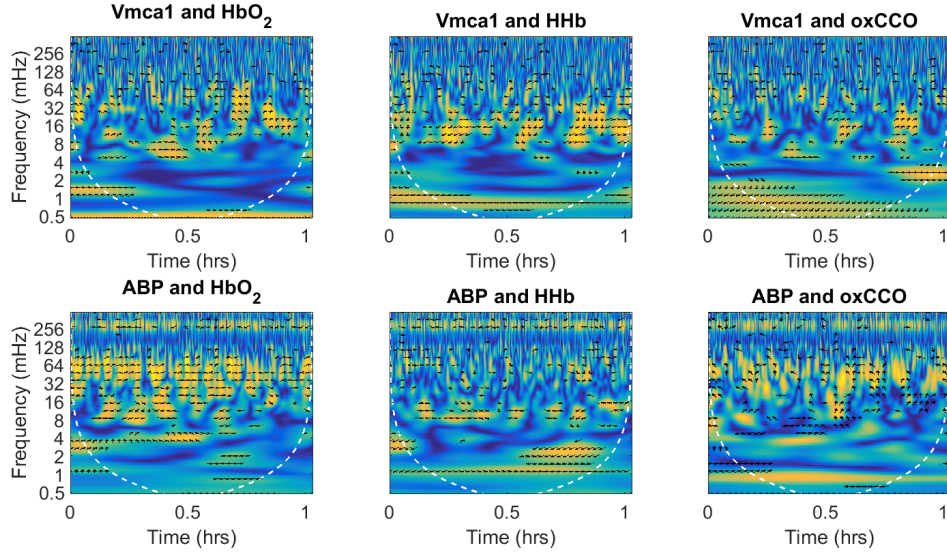 Vmca1 and HbO2
Vmca1 and HHb
Vmca1 and oxCCO
Frequency (mHz)
256
128
64
32
16
8
4
2
1
0.5
0 0.5 1
0 0.5 1
0 0.5 1
Time (hrs)
Time (hrs)
Time (hrs)
ABP and HbO2
ABP and HHb
ABP and oxCCO
Frequency (mHz)
256
128
64
32
16
8
4
2
1
0.5
0 0.5 1
0 0.5 1
0 0.5 1
Time (hrs)
Time (hrs)
Time (hrs)